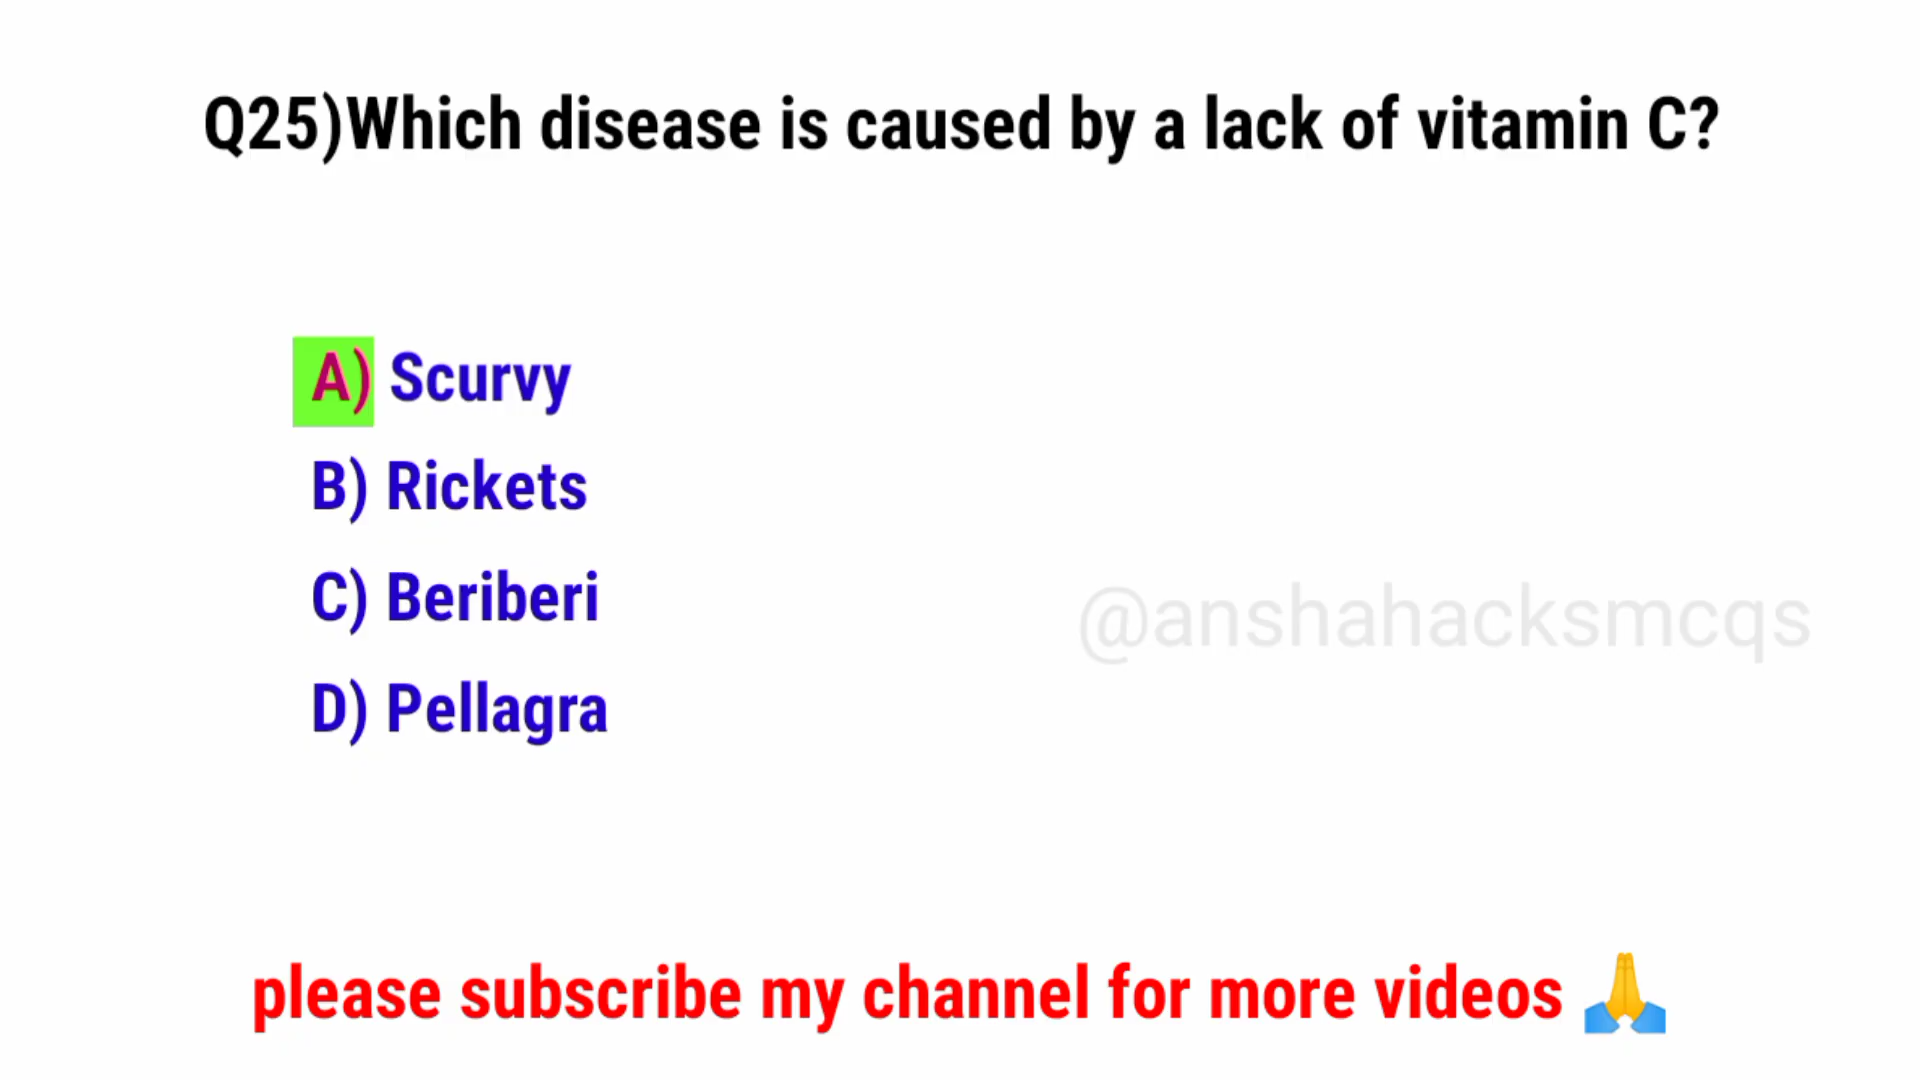 Q25)Which disease is caused by a lack of vitamin C?
A) Scurvy
B) Rickets
C) Beriberi
@anshahacksmcqs
D) Pellagra
please subscribe my channel for more videos 🙏